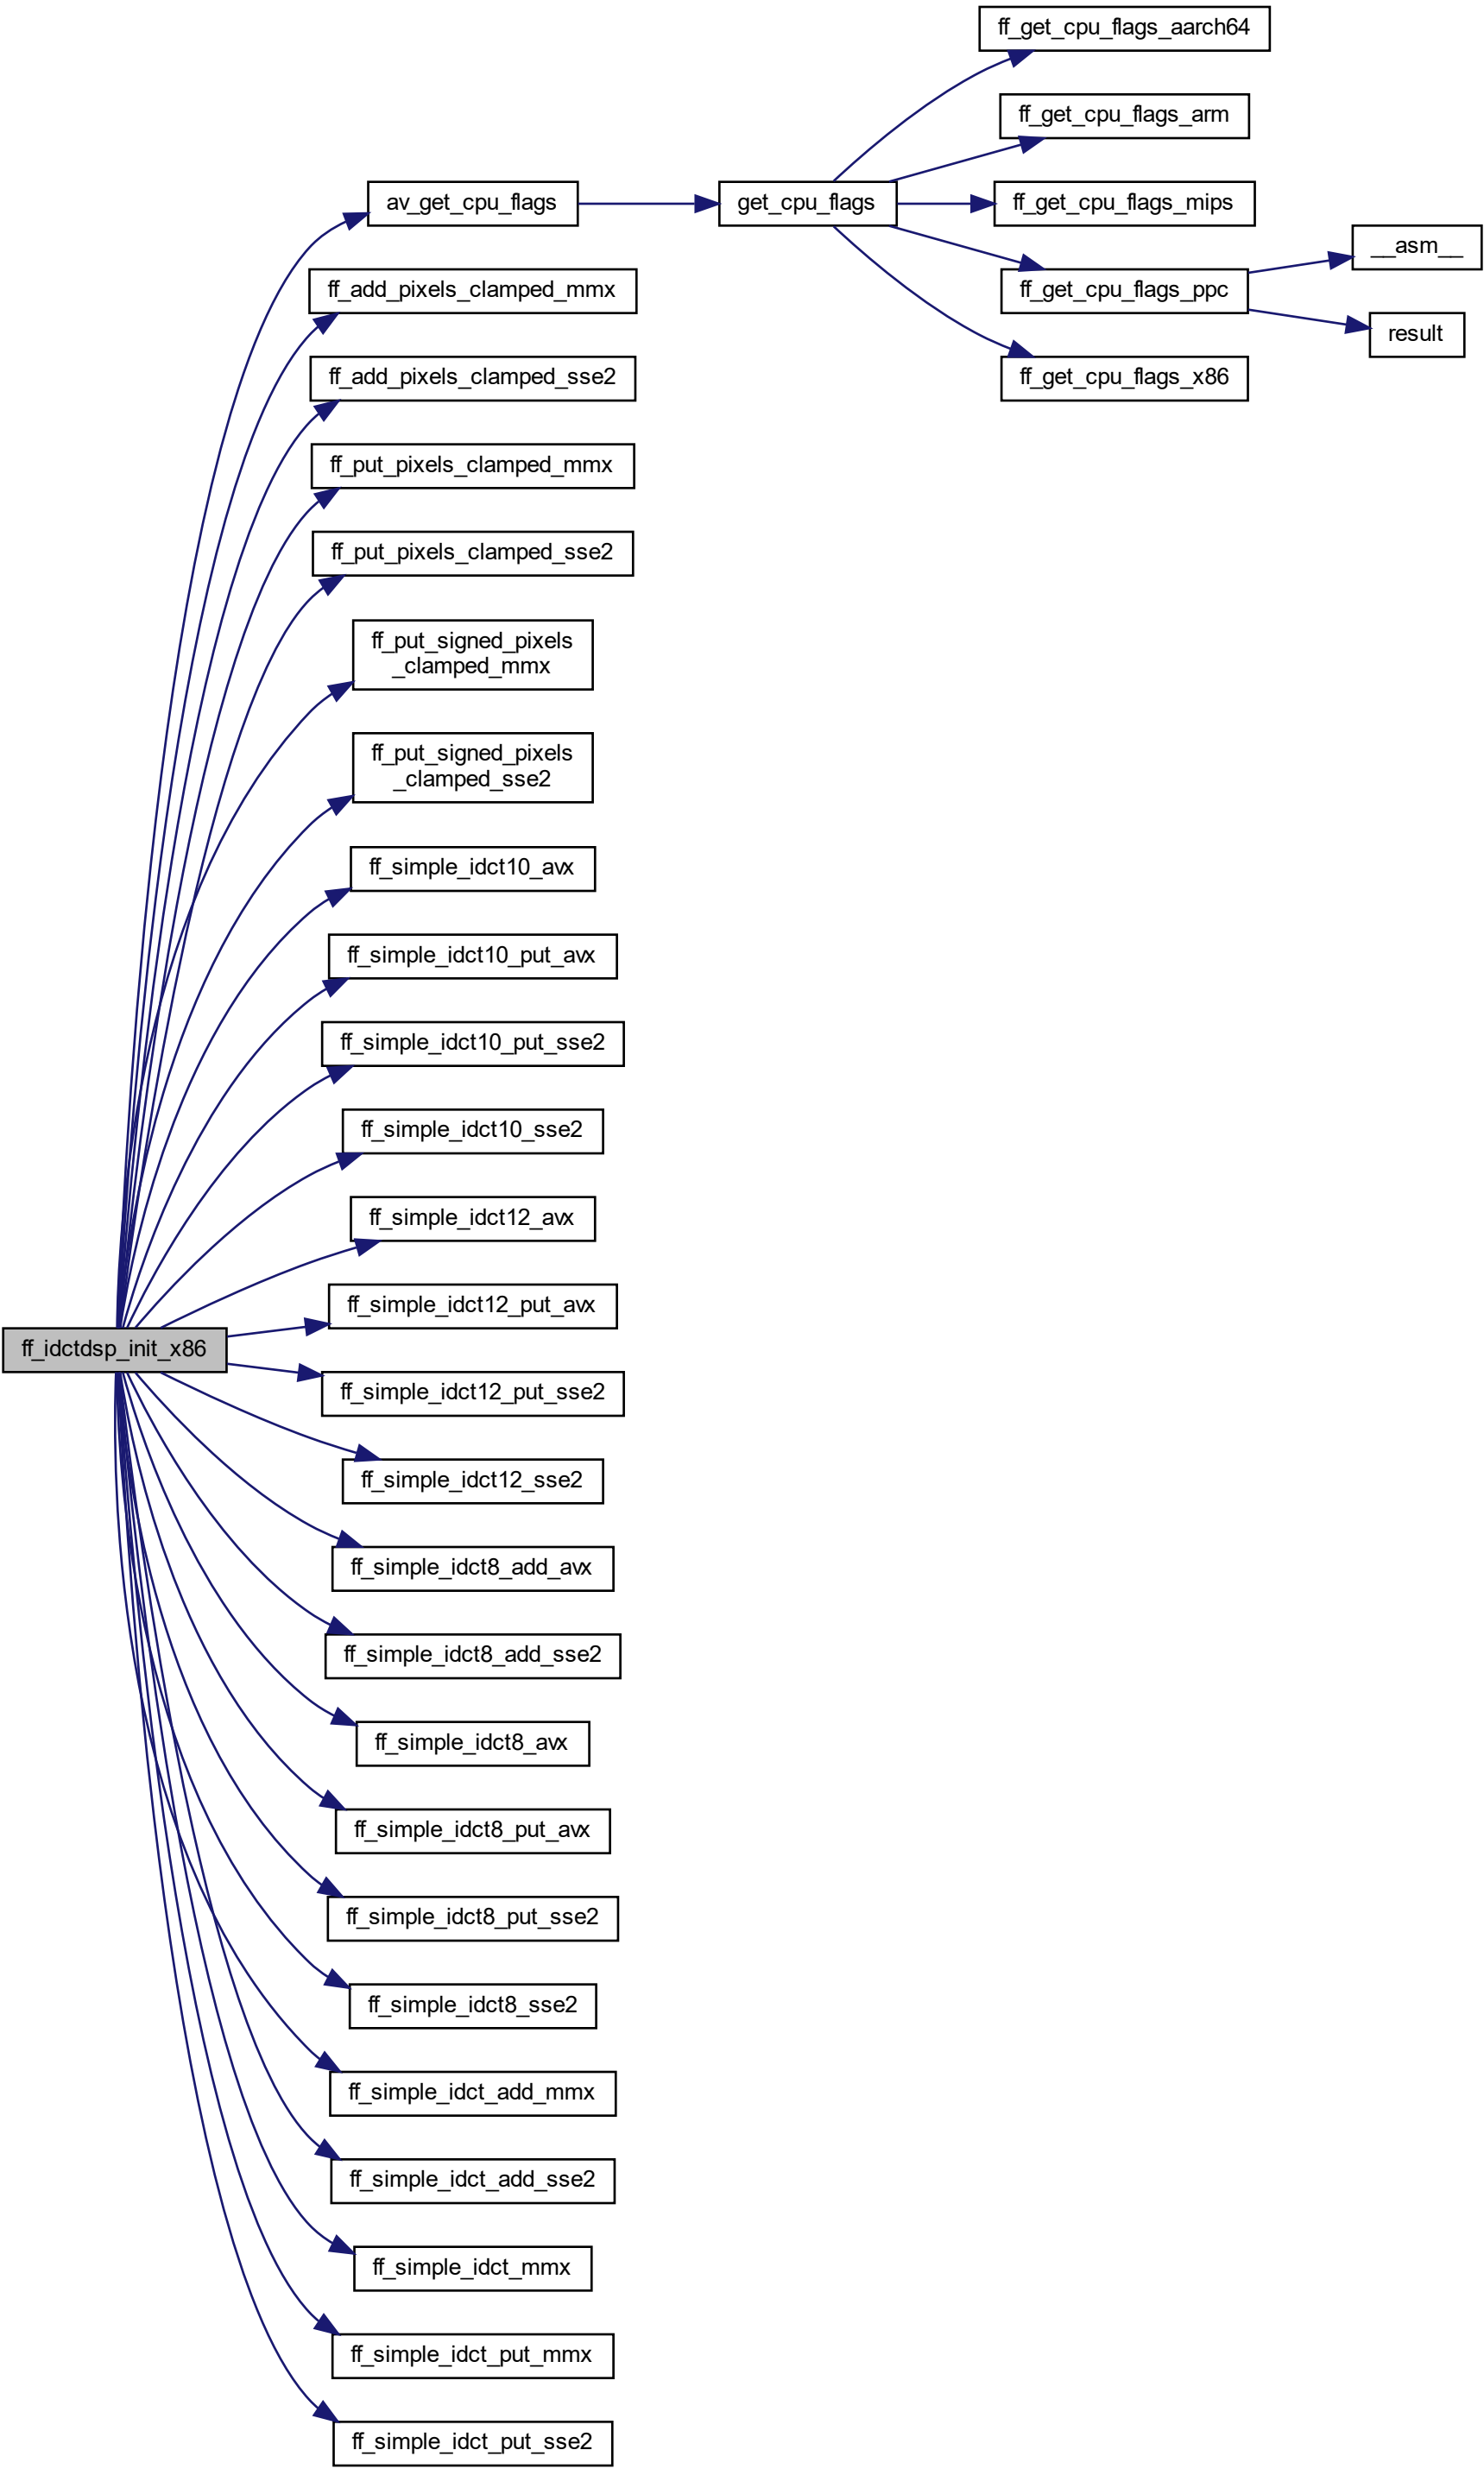 ff_get_cpu_flags_aarch64
ff_get_cpu_flags_arm
av_get_cpu_flags
get_cpu_flags
ff_get_cpu_flags_mips
__asm__
ff_add_pixels_clamped_mmx
ff_get_cpu_flags_ppc
result
ff_add_pixels_clamped_sse2
ff_get_cpu_flags_x86
ff_put_pixels_clamped_mmx
ff_put_pixels_clamped_sse2
ff_put_signed_pixels
_clamped_mmx
ff_put_signed_pixels
_clamped_sse2
ff_simple_idct10_avx
ff_simple_idct10_put_avx
ff_simple_idct10_put_sse2
ff_simple_idct10_sse2
ff_simple_idct12_avx
ff_simple_idct12_put_avx
ff_idctdsp_init_x86
ff_simple_idct12_put_sse2
ff_simple_idct12_sse2
ff_simple_idct8_add_avx
ff_simple_idct8_add_sse2
ff_simple_idct8_avx
ff_simple_idct8_put_avx
ff_simple_idct8_put_sse2
ff_simple_idct8_sse2
ff_simple_idct_add_mmx
ff_simple_idct_add_sse2
ff_simple_idct_mmx
ff_simple_idct_put_mmx
ff_simple_idct_put_sse2